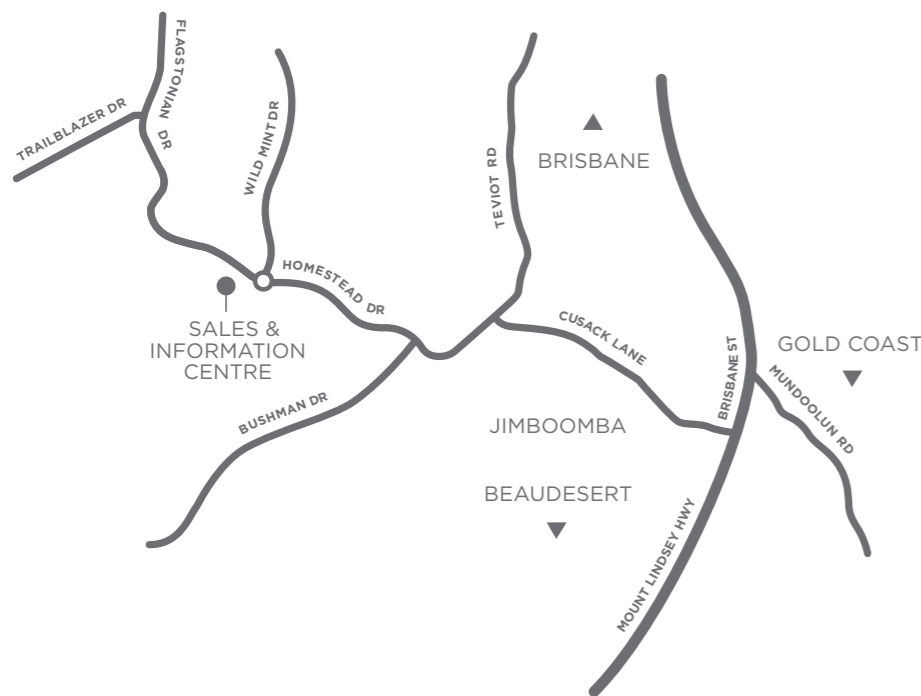 FLAGSTONIAN DR
TRAILBLAZER DR
WILD MINT DR
TEVIOT RD
BRISBANE
HOMESTEAD DR
SALES &
INFORMATION
CENTRE
CUSACK LANE
BRISBANE ST
GOLD COAST
MUNDOOLUN RD
BUSHMAN DR
JIMBOOMBA
BEAUDESERT
MOUNT LINDSEY HWY